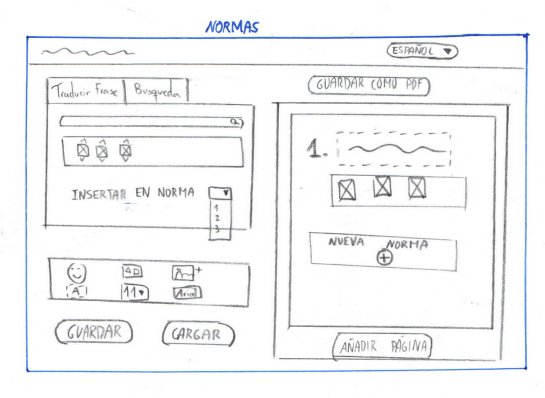 NORMAS
ESPAÑOL
Traducir Frase
Busqueda
INSERTAR EN NORMA
1
2
3
A
11
Arial
GUARDAR
CARGAR
GUARDAR COMO PDF
1.
NUEVA NORMA
+
AÑADIR PÁGINA